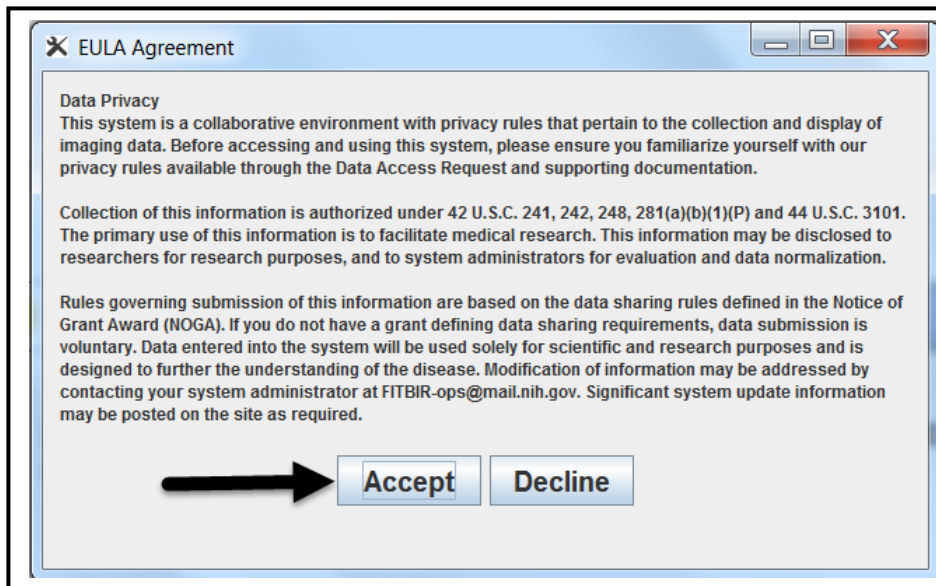 EULA Agreement
Data Privacy
This system is a collaborative environment with privacy rules that pertain to the collection and display of
imaging data. Before accessing and using this system, please ensure you familiarize yourself with our
privacy rules available through the Data Access Request and supporting documentation.
Collection of this information is authorized under 42 U.S.C. 241, 242, 248, 281(a)(b)(1)(P) and 44 U.S.C. 3101.
The primary use of this information is to facilitate medical research. This information may be disclosed to
researchers for research purposes, and to system administrators for evaluation and data normalization.
Rules governing submission of this information are based on the data sharing rules defined in the Notice of
Grant Award (NOGA). If you do not have a grant defining data sharing requirements, data submission is
voluntary. Data entered into the system will be used solely for scientific and research purposes and is
designed to further the understanding of the disease. Modification of information may be addressed by
contacting your system administrator at FITBIR-ops@mail.nih.gov. Significant system update information
may be posted on the site as required.
Accept Decline